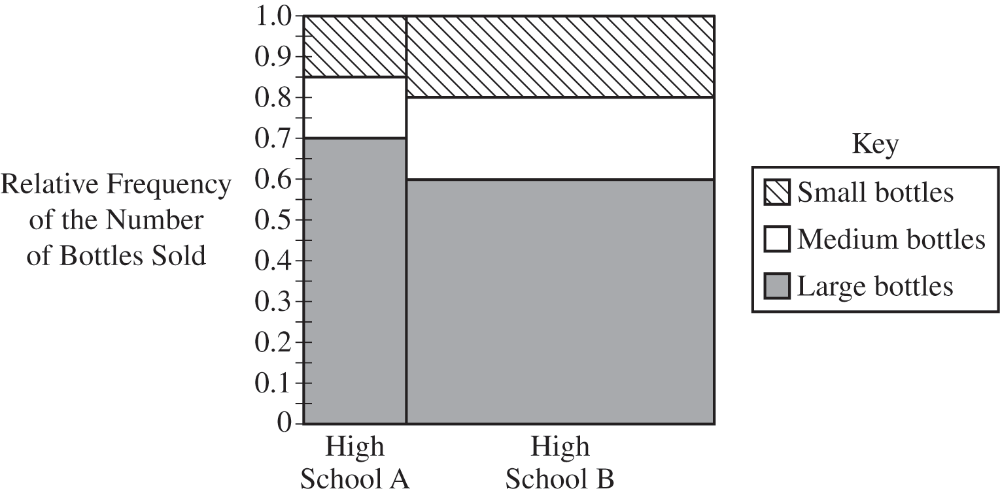 1.0
0.9
0.8
0.7
0.6
0.5
0.4
0.3
0.2
0.1
0
Relative Frequency
of the Number
of Bottles Sold
High
School A
High
School B
Key
Small bottles
Medium bottles
Large bottles